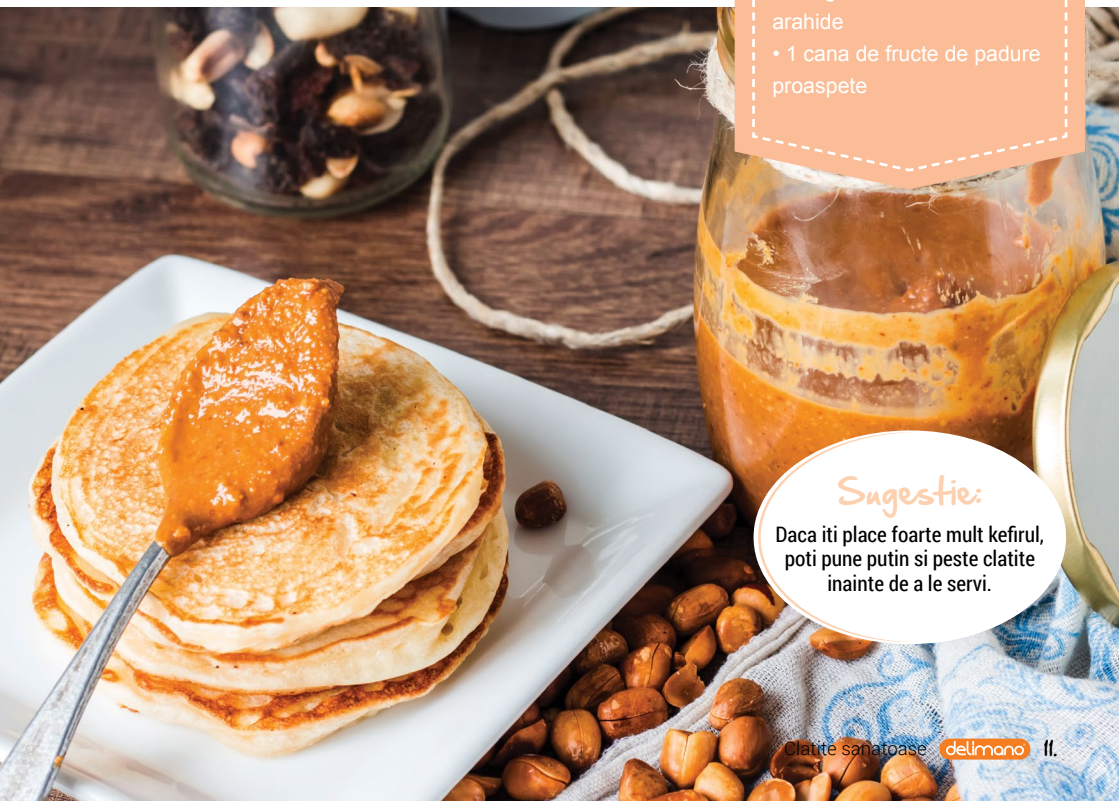 arahide
• 1 cana de fructe de padure
proaspete
Sugestie:
Daca iti place foarte mult kefirul,
poti pune putin si peste clatite
inainte de a le servi.
Clatite sanatoase delimano 11.